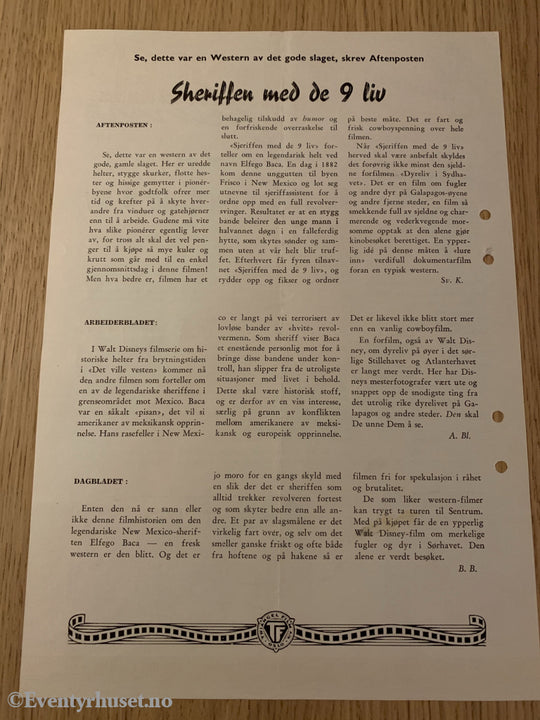 Se, dette var en Western av det gode slaget, skrev Aftenposten
Sheriffen med de 9 liv
AFTENPOSTEN :
Se, dette var en western av det
gode, gamle slaget. Her er uredde
helter, stygge skurker, fløtte hes-
ter og hissige gemytter i pionér-
byene hvor godtfolk ofrer mer
tid og krefter på å skyte hver-
andre fra vinduer og gatehjørner
enn til å arbeide. Gudene må vite
hva slike pionérer egentlig lever
av, for tross alt skal det vel pen-
ger til å kjøpe så mye kuler og
krutt som går med til en enkel
gjennomsnittsdag i denne filmen!
Men hva bedre er, filmen har et
behagelig tilskudd av humor og
en forfriskende overraskelse til
slutt.
«Sjeriffen med de 9 liv» for-
teller om en legendarisk helt ved
navn Elfego Baca. En dag i 1882
kom denne unggutten til byen
Frisco i New Mexico og lot seg
utnevne til sjeriffassistent for å
ordne opp med en full revolver-
svinger. Resultatet er at en stygg
bande beleirer den unge mann i
halvannet døgn i en falleferdig
hytte, som skytes sønder og sam-
men uten at vår helt blir truf-
fet. Efterhvert får fyren tilnav-
net «Sjeriffen med de 9 liv», og
rydder opp og fikser og ordner
på beste måte. Det er fart og
frisk cowboyspenning over hele
filmen.
Når «Sjeriffen med de 9 liv»
herved skal være anbefalt skyldes
det forøvrig ikke minst den sjeld-
ne forfilmen: «Dyreliv i Sydha-
vet». Det er en film om fugler
og andre dyr på Galapagos-øyene
og andre fjerne steder, en film så
smekkende full av sjeldne og char-
merende og vederkvegende mor-
somme opptak at den alene gjør
kinobesøket berettiget. En ypper-
lig idé på denne måten å «lure
inn» verdifull dokumentarfilm
foran en typisk western.
Sv. K.
ARBEIDERBLADET:
I Walt Disneys filmserie om hi-
storiske helter fra brytningstiden
i «Det ville vesten» kommer nå
den andre filmen som forteller om
en av de legendariske sheriffene i
grenseområdet mot Mexico. Baca
var en såkalt «pisan», det vil si
amerikaner av meksikansk opprin-
nelse. Hans rasefeller i New Mexi-
co er langt på vei terrorisert av
lovløse bander av «hvite» revol-
vermenn. Som sheriff viser Baca
et enestående personlig mot for å
bringe disse bandene under kon-
troll, han slipper fra de utroligste
situasjoner med livet i behold.
Dette skal være historisk stoff,
og er derfor av en viss interesse,
særlig på grunn av konflikten
mellom amerikanere av meksi-
kansk og europeisk opprinnelse.
Det er likevel ikke blitt stort mer
enn en vanlig cowboyfilm.
En forfilm, også av Walt Dis-
ney, om dyreliv på øyer i det sør-
lige Stillehavet og Atlanterhavet
er langt mer verdt. Her har Dis-
neys mesterfotografer vært ute og
snappet opp de snodigste ting fra
det utrolig rike dyrelivet på Ga-
lapagos og andre steder. Den skal
De unne Dem å se.
A. Bl.
DAGBLADET :
Enten den nå er sann eller
ikke denne filmhistorien om den
legendariske New Mexico-sherif-
fen Elfego Baca — en fresk
western er den blitt. Og det er
jo moro for en gangs skyld med
en slik der det er sheriffen som
alltid trekker revolveren fortest
og som skyter bedre enn alle an-
dre. Et par av slagsmålene er det
virkelig fart over, og selv om det
smeller ganske friskt og ofte både
fra hoftene og på hakene så er
filmen fri for spekulasjon i råhet
og brutalitet.
De som liker western-filmer
kan trygt ta turen til Sentrum.
Med på kjøpet får de en ypperlig
Walt Disney-film om merkelige
fugler og dyr i Sørhavet. Den
alene er verdt besøket.
B. B.
TF
OSLO
© Eventyrhuset.no